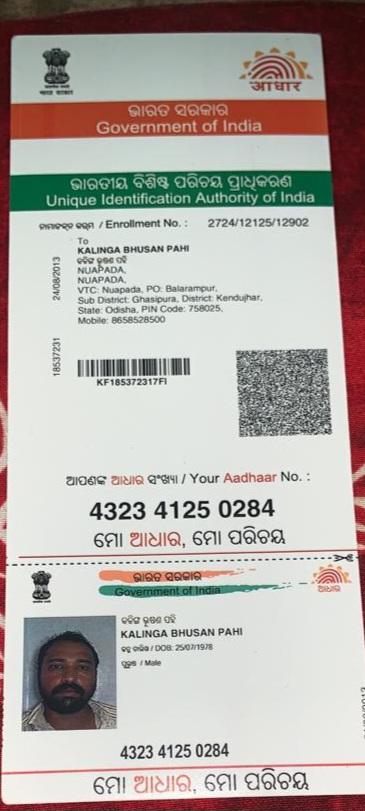 भारत सरकार
आधार
ଭାରତ ସରକାର
Government of India
ଭାରତୀୟ ବିଶିଷ୍ଟ ପରିଚୟ ପ୍ରାଧିକରଣ
Unique Identification Authority of India
ନାମାଙ୍କନ କ୍ରମ / Enrollment No. : 2724/12125/12902
24/08/2013
To
KALINGA BHUSAN PAHI
କଳିଙ୍ଗ ଭୂଷଣ ପହି
NUAPADA,
NUAPADA,
VTC: Nuapada, PO: Balarampur,
Sub District: Ghasipura, District: Kendujhar,
State: Odisha, PIN Code: 758025,
Mobile: 8658528500
18537231
KF185372317FI
ଆପଣଙ୍କ ଆଧାର ସଂଖ୍ୟା / Your Aadhaar No. :
4323 4125 0284
ମୋ ଆଧାର, ମୋ ପରିଚୟ
ଭାରତ ସରକାର
Government of India
ଆଧାର
କଳିଙ୍ଗ ଭୂଷଣ ପହି
KALINGA BHUSAN PAHI
ଜନ୍ମ ତାରିଖ / DOB: 25/07/1978
ପୁରୁଷ / Male
4323 4125 0284
ମୋ ଆଧାର, ମୋ ପରିଚୟ